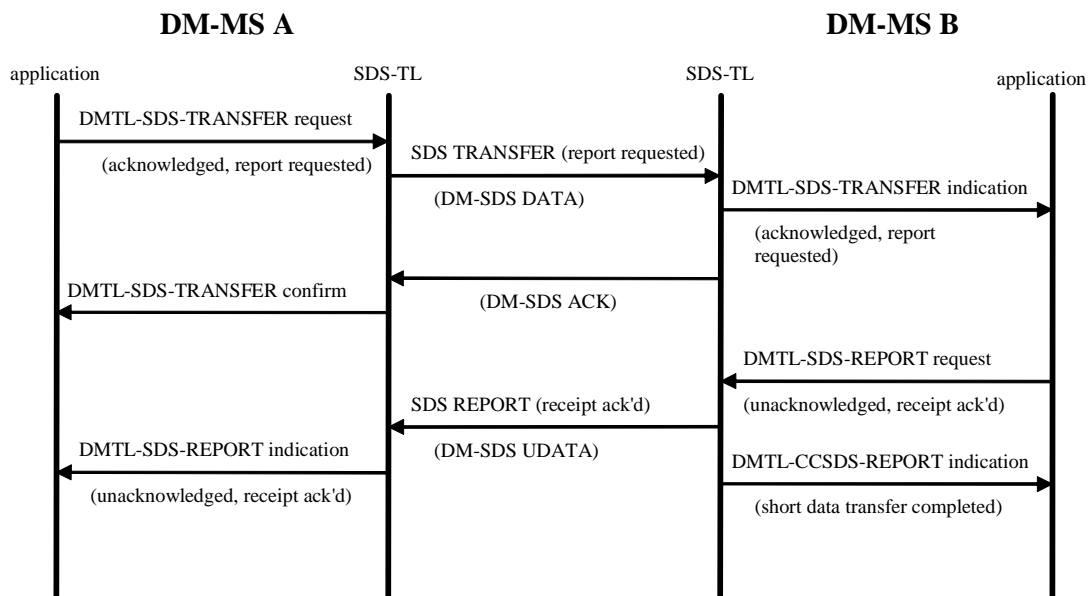 DM-MS A
DM-MS B
application
SDS-TL
SDS-TL
application
DMTL-SDS-TRANSFER request
(acknowledged, report requested)
SDS TRANSFER (report requested)
(DM-SDS DATA)
DMTL-SDS-TRANSFER indication
(acknowledged, report
requested)
DMTL-SDS-TRANSFER confirm
(DM-SDS ACK)
DMTL-SDS-REPORT request
(unacknowledged, receipt ack'd)
SDS REPORT (receipt ack'd)
(DM-SDS UDATA)
DMTL-SDS-REPORT indication
(unacknowledged, receipt ack'd)
DMTL-CCSDS-REPORT indication
(short data transfer completed)